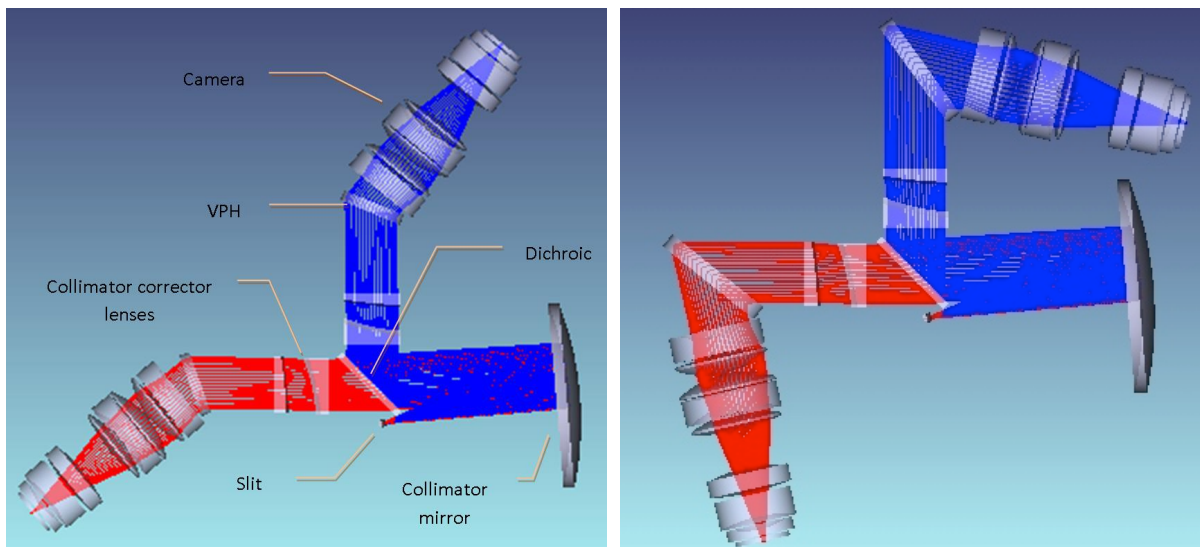 Camera
VPH
Dichroic
Collimator corrector
lenses
Slit
Collimator
mirror